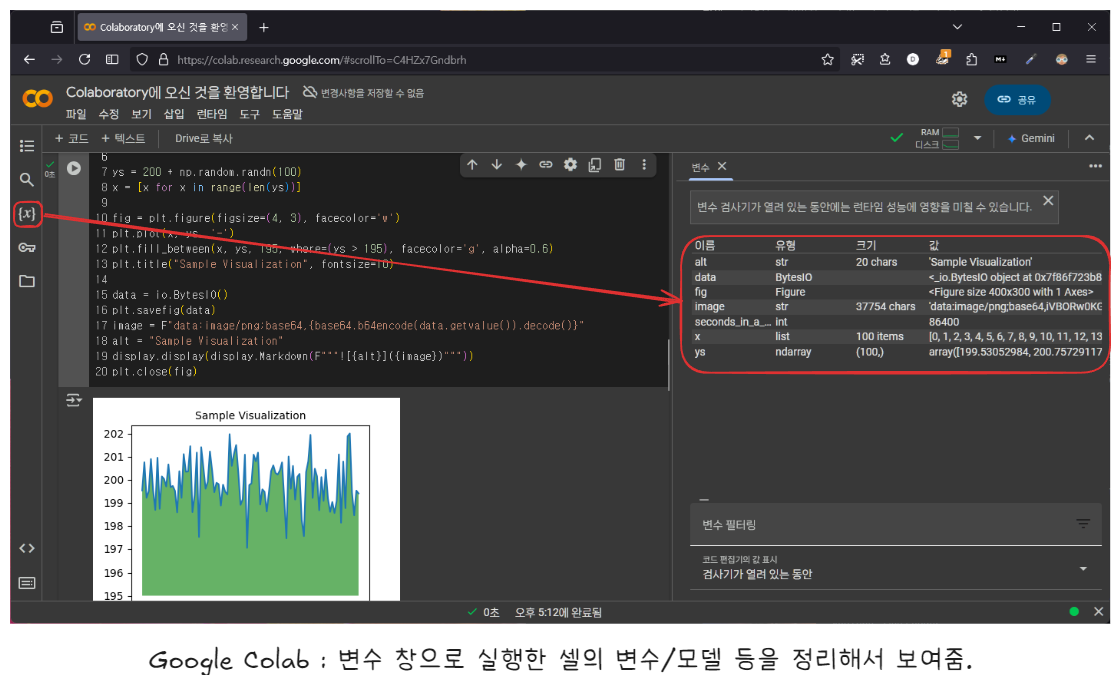 Colaboratory에 오신 것을 환영
https://colab.research.google.com/#scrollTo=C4HZx7Gndbrh
1
M↓
Colaboratory에 오신 것을 환영합니다 변경사항을 저장할 수 없음
파일 수정 보기 삽입 런타임 도구 도움말
공유
+ 코드 + 텍스트 Drive로 복사
RAM
디스크
Gemini
{x}
0초
6
7 ys = 200 + np.random.randn(100)
8 x = [x for x in range(len(ys))]
9
10 fig = plt.figure(figsize=(4, 3), facecolor='w')
11 plt.plot(x, ys, '-')
12 plt.fill_between(x, ys, 195, where=(ys > 195), facecolor='g', alpha=0.6)
13 plt.title("Sample Visualization", fontsize=10)
14
15 data = io.BytesIO()
16 plt.savefig(data)
17 image = F"data:image/png;base64,{base64.b64encode(data.getvalue()).decode()}"
18 alt = "Sample Visualization"
19 display.display(display.Markdown(F"""![{alt}]({image})"""))
20 plt.close(fig)
Sample Visualization
202
201
200
199
198
197
196
195
변수
변수 검사기가 열려 있는 동안에는 런타임 성능에 영향을 미칠 수 있습니다.
이름 유형 크기 값
alt str 20 chars 'Sample Visualization'
data BytesIO <_io.BytesIO object at 0x7f86f723b8
fig Figure <Figure size 400x300 with 1 Axes>
image str 37754 chars 'data:image/png;base64,iVBORw0KG
seconds_in_a_... int 86400
x list 100 items [0, 1, 2, 3, 4, 5, 6, 7, 8, 9, 10, 11, 12, 13
ys ndarray (100,) array([199.53052984, 200.75729117
변수 필터링
코드 편집기의 값 표시
검사기가 열려 있는 동안
0초 오후 5:12에 완료됨
Google Colab : 변수 창으로 실행한 셀의 변수/모델 등을 정리해서 보여줌.